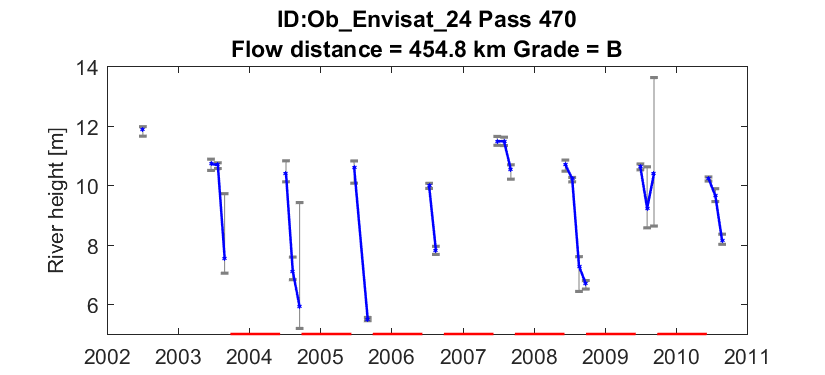 ID:Ob_Envisat_24 Pass 470
Flow distance = 454.8 km Grade = B
River height [m]
14
12
10
8
6
2002 2003 2004 2005 2006 2007 2008 2009 2010 2011